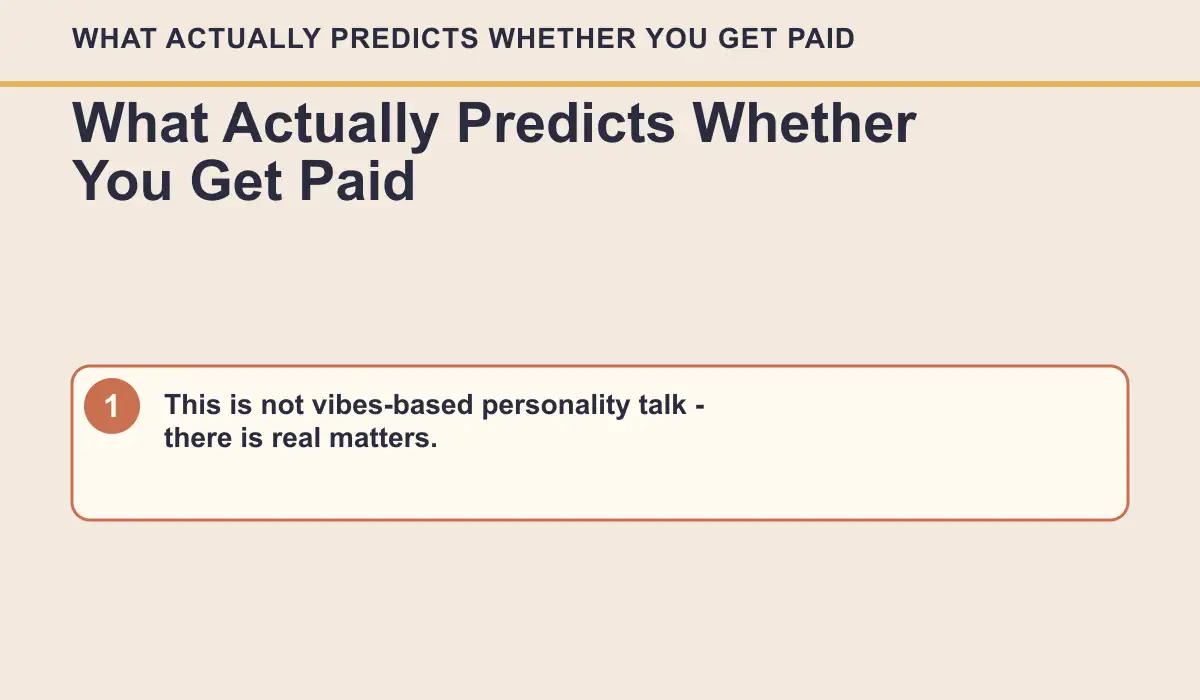 WHAT ACTUALLY PREDICTS WHETHER YOU GET PAID
What Actually Predicts Whether
You Get Paid
1
This is not vibes-based personality talk -
there is real matters.